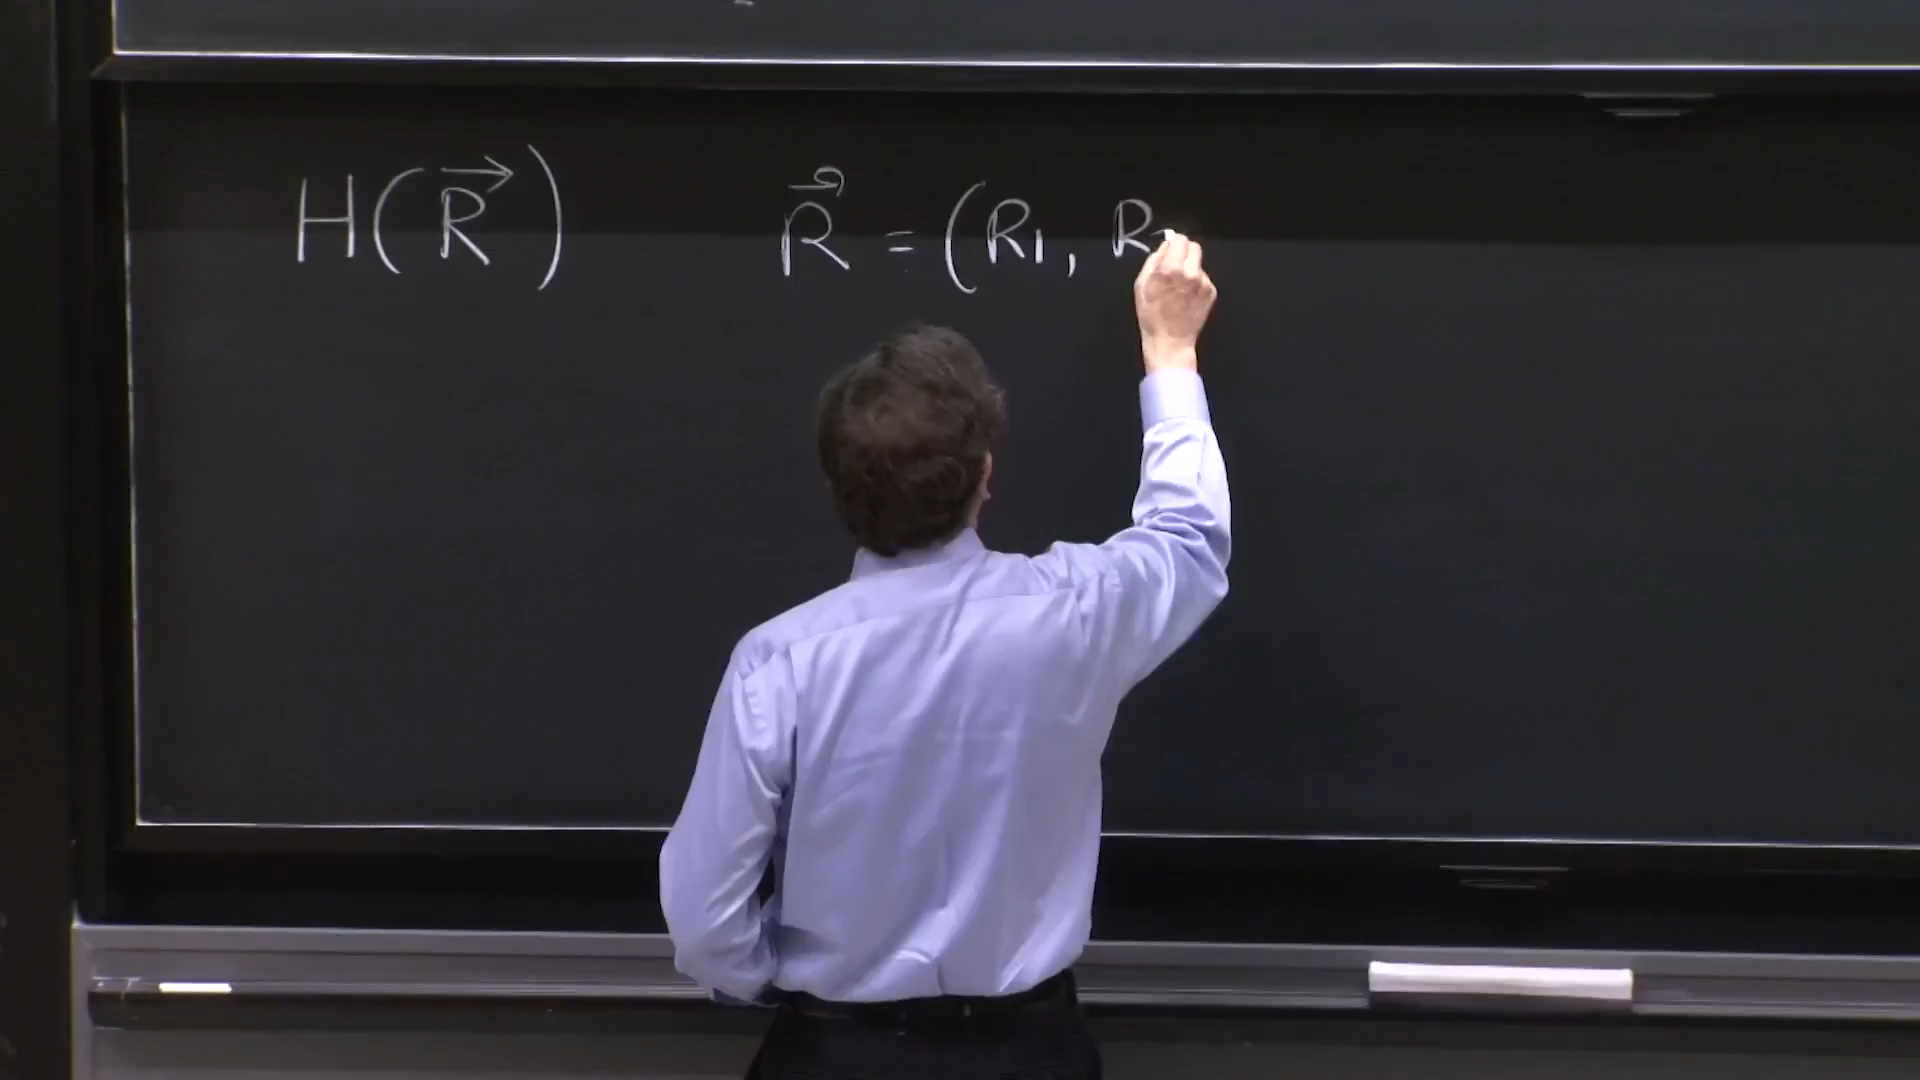 H(R⃗) R⃗ = (R₁, R